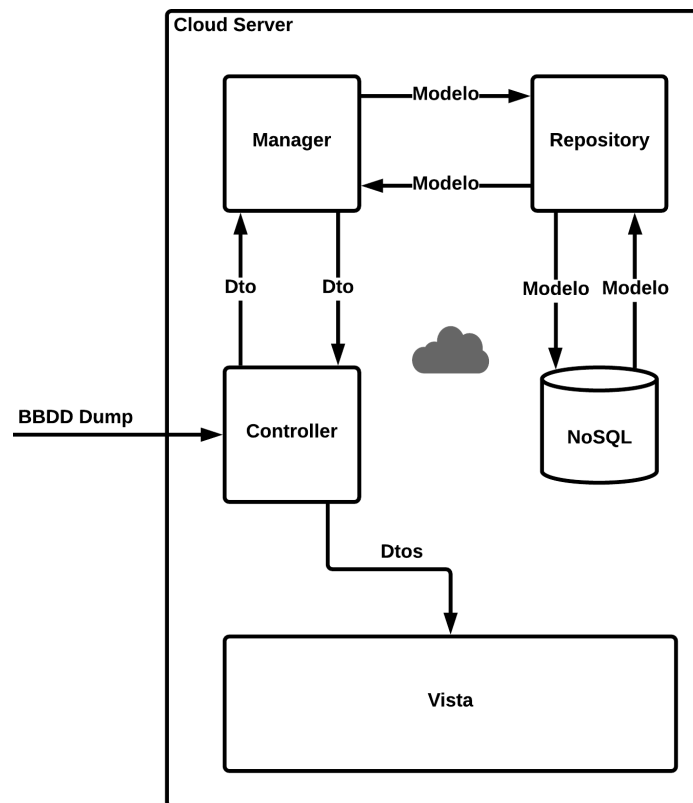 Cloud Server
Modelo
Manager
Repository
Modelo
Dto
Dto
Modelo
Modelo
BBDD Dump
Controller
NoSQL
Dtos
Vista